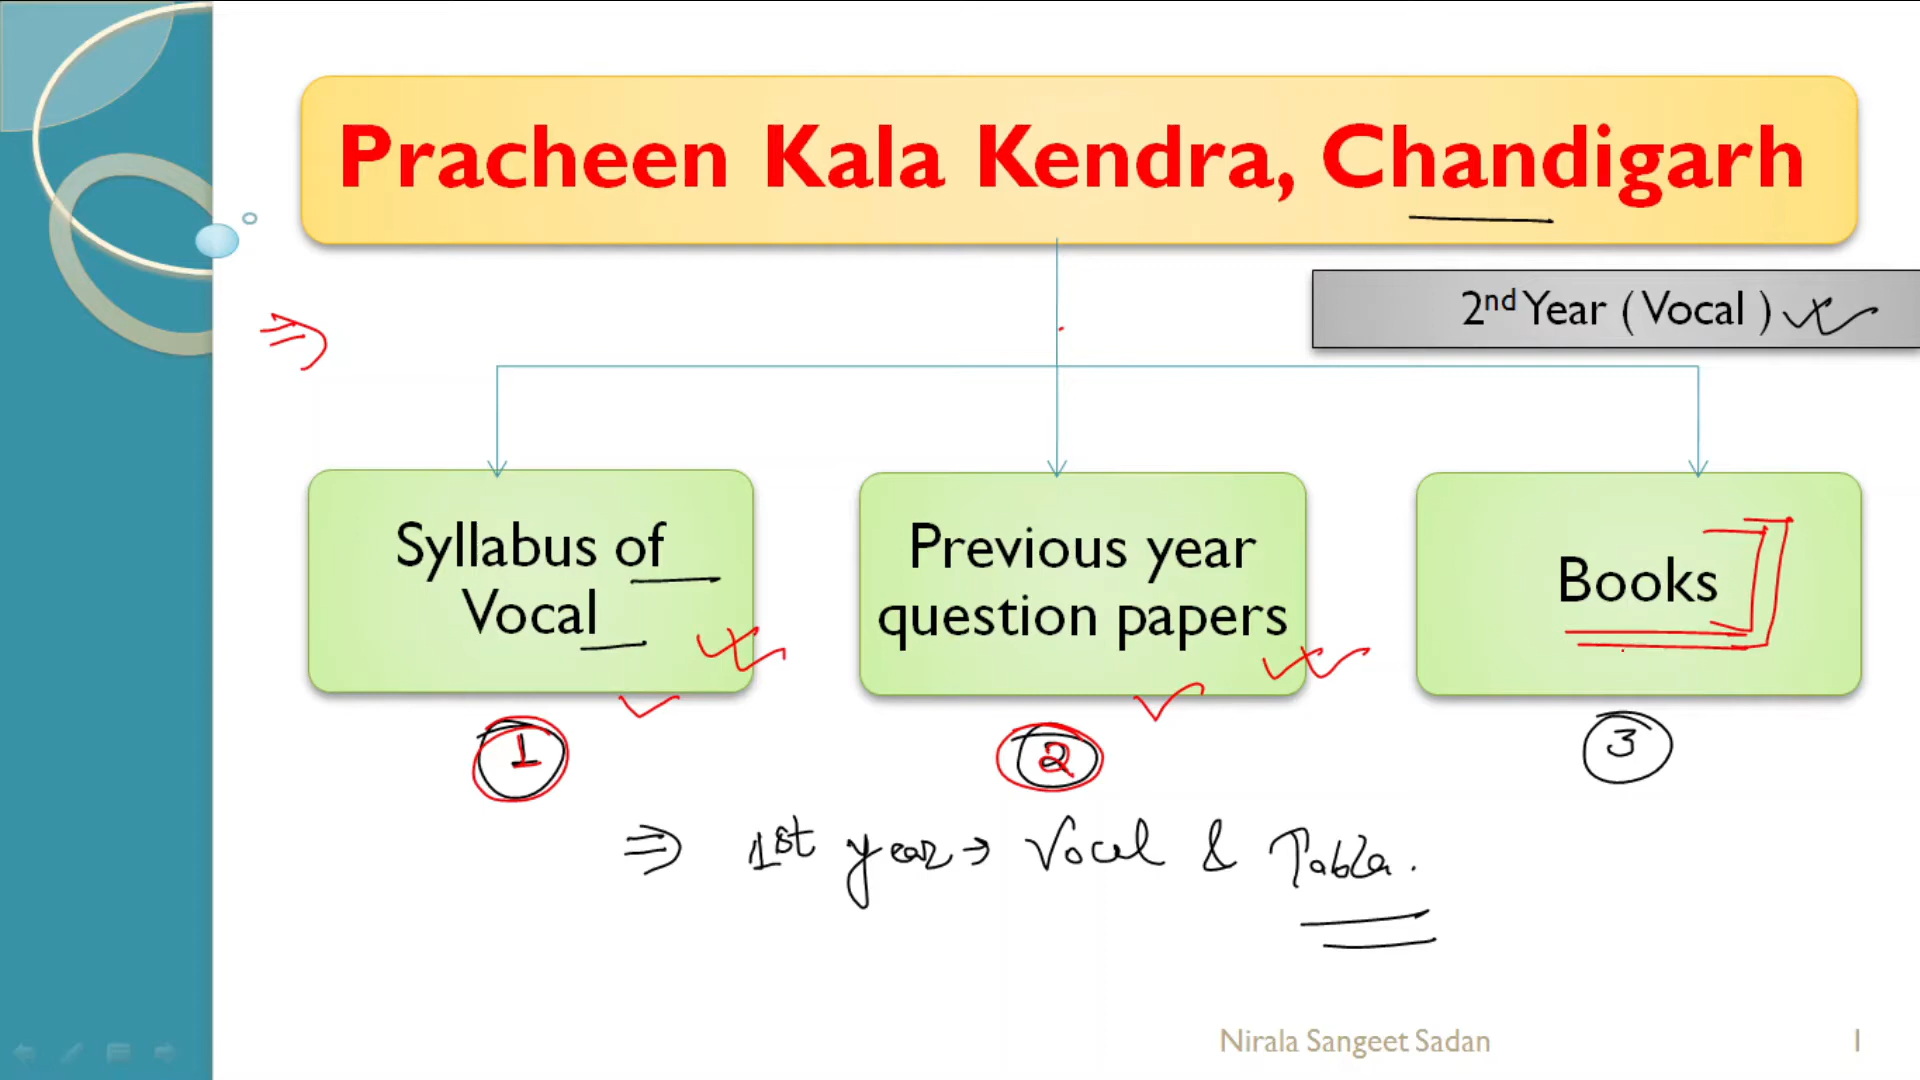 Pracheen Kala Kendra, Chandigarh
2nd Year ( Vocal )
Syllabus of
Vocal
Previous year
question papers
Books
1
2
3
⇒ 1st year → Vocal & Tabla.
Nirala Sangeet Sadan
1